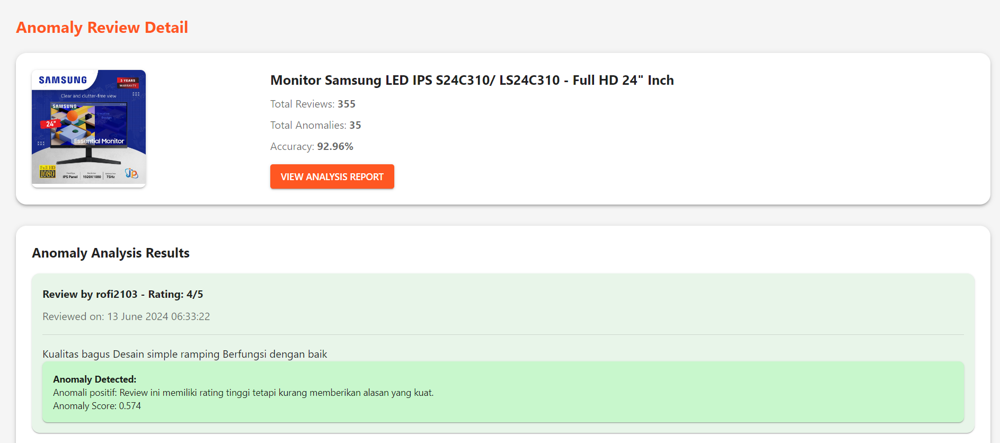 Anomaly Review Detail
SAMSUNG
3 YEARS
WARRANTY
Clear and clutter-free view
SAMSUNG
Creative
Design
24"
Essential Monitor
Full HD
1080
IPS Panel
1920X1080
75Hz
Monitor Samsung LED IPS S24C310/ LS24C310 - Full HD 24" Inch
Total Reviews: 355
Total Anomalies: 35
Accuracy: 92.96%
VIEW ANALYSIS REPORT
Anomaly Analysis Results
Review by rofi2103 - Rating: 4/5
Reviewed on: 13 June 2024 06:33:22
Kualitas bagus Desain simple ramping Berfungsi dengan baik
Anomaly Detected:
Anomali positif: Review ini memiliki rating tinggi tetapi kurang memberikan alasan yang kuat.
Anomaly Score: 0.574